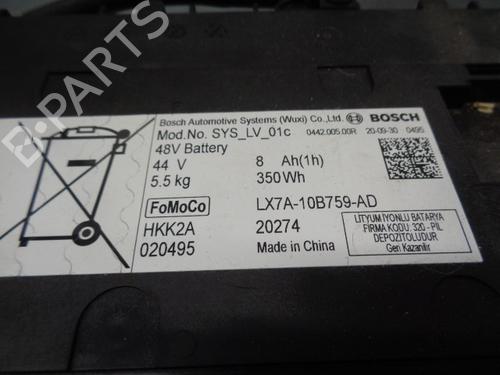 Bosch Automotive Systems (Wuxi) Co.,Ltd. BOSCH
Mod.No. SYS_LV_01c 0442.005.00R 20-09-30 0495
48V Battery
44 V 8 Ah(1h)
5.5 kg 350Wh
FoMoCo LX7A-10B759-AD
HKK2A 20274
020495 Made in China
LITYUM IYONLU BATARYA
FIRMA KODU: 320 - PIL
DEPOZITOLUDUR
Geri Kazanilir
B-PARTS